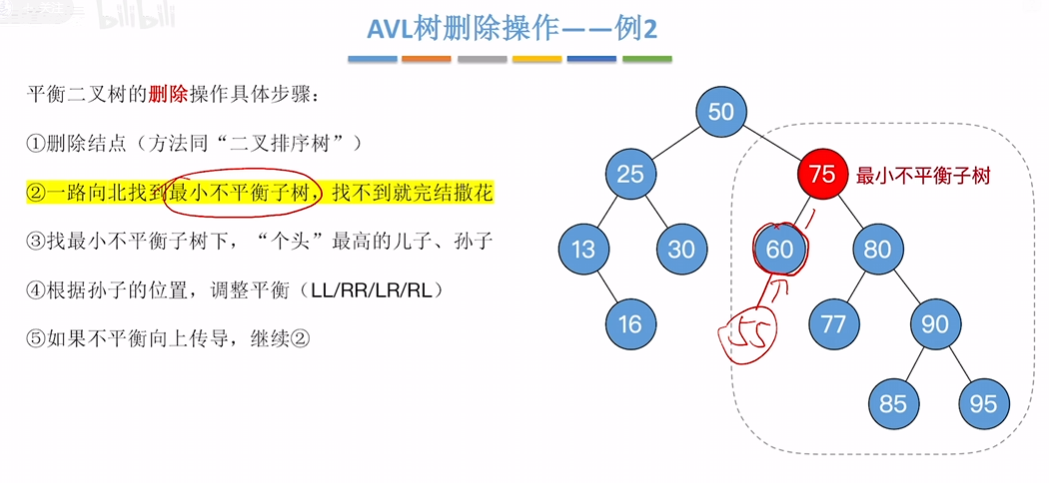 bilibili
AVL树删除操作——例2
平衡二叉树的删除操作具体步骤：
①删除结点（方法同“二叉排序树”）
②一路向北找到最小不平衡子树，找不到就完结撒花
③找最小不平衡子树下，“个头”最高的儿子、孙子
④根据孙子的位置，调整平衡（LL/RR/LR/RL）
⑤如果不平衡向上传导，继续②
50
25
75
最小不平衡子树
13
30
60
80
16
55
77
90
85
95